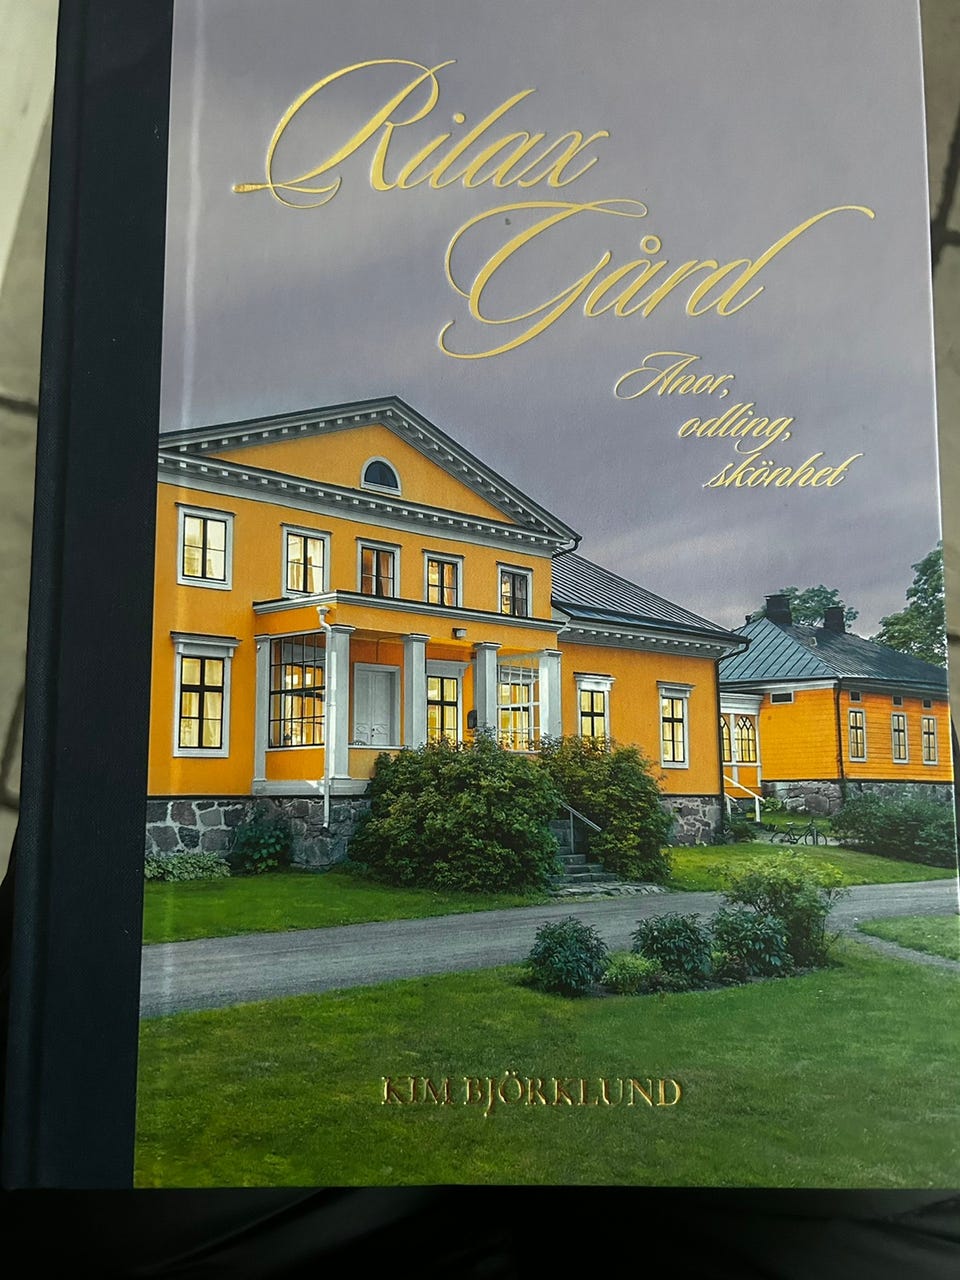 Rilax
Gård
Anor,
odling,
skönhet
KIM BJÖRKLUND